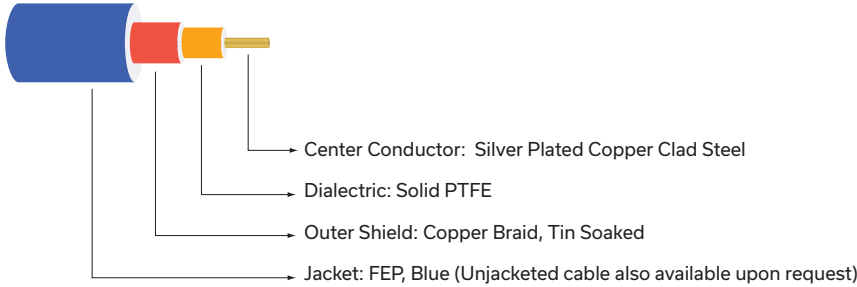 Center Conductor: Silver Plated Copper Clad Steel
Dialectric: Solid PTFE
Outer Shield: Copper Braid, Tin Soaked
Jacket: FEP, Blue (Unjacketed cable also available upon request)